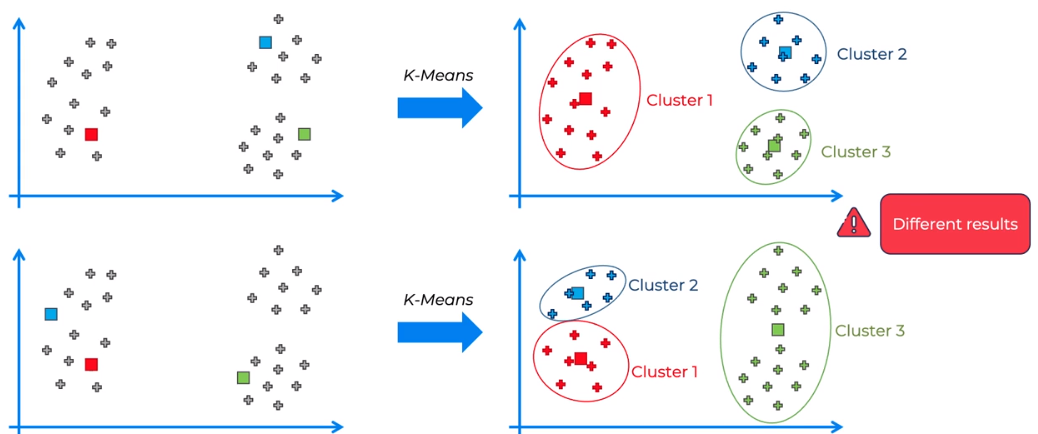 K-Means
Cluster 1
Cluster 2
Cluster 3
Different results
K-Means
Cluster 2
Cluster 1
Cluster 3